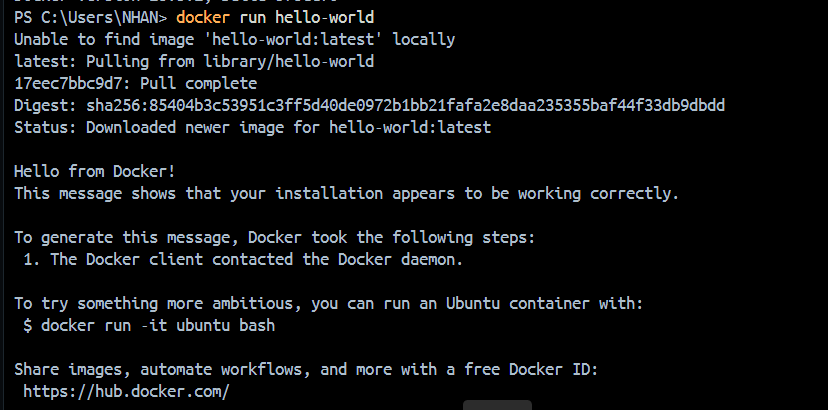 PS C:\Users\NHAN> docker run hello-world
Unable to find image 'hello-world:latest' locally
latest: Pulling from library/hello-world
17eec7bbc9d7: Pull complete
Digest: sha256:85404b3c53951c3ff5d40de0972b1bb21fafa2e8daa235355baf44f33db9dbdd
Status: Downloaded newer image for hello-world:latest
Hello from Docker!
This message shows that your installation appears to be working correctly.
To generate this message, Docker took the following steps:
1. The Docker client contacted the Docker daemon.
To try something more ambitious, you can run an Ubuntu container with:
$ docker run -it ubuntu bash
Share images, automate workflows, and more with a free Docker ID:
https://hub.docker.com/